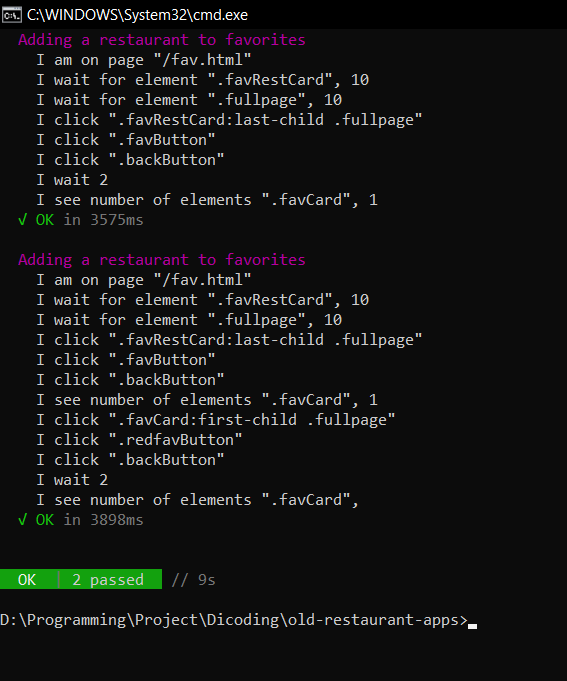 C:\WINDOWS\System32\cmd.exe
Adding a restaurant to favorites
I am on page "/fav.html"
I wait for element ".favRestCard", 10
I wait for element ".fullpage", 10
I click ".favRestCard:last-child .fullpage"
I click ".favButton"
I click ".backButton"
I wait 2
I see number of elements ".favCard", 1
√ OK in 3575ms
Adding a restaurant to favorites
I am on page "/fav.html"
I wait for element ".favRestCard", 10
I wait for element ".fullpage", 10
I click ".favRestCard:last-child .fullpage"
I click ".favButton"
I click ".backButton"
I see number of elements ".favCard", 1
I click ".favCard:first-child .fullpage"
I click ".redfavButton"
I click ".backButton"
I wait 2
I see number of elements ".favCard",
√ OK in 3898ms
OK | 2 passed // 9s
D:\Programming\Project\Dicoding\old-restaurant-apps>